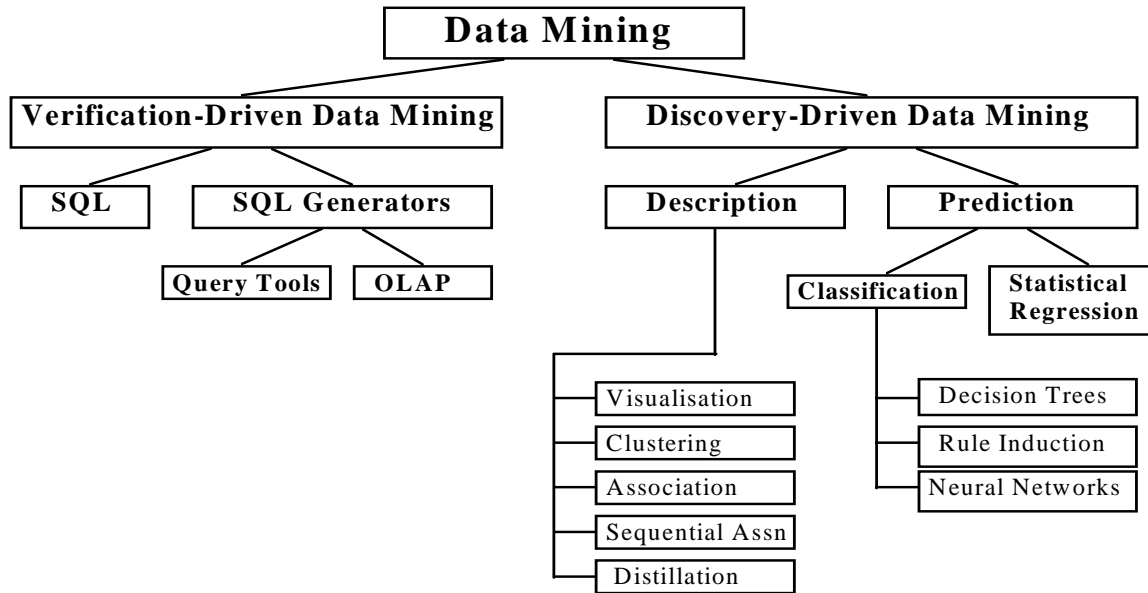 Data Mining
Verification-Driven Data Mining
Discovery-Driven Data Mining
SQL
SQL Generators
Description
Prediction
Query Tools
OLAP
Classification
Statistical
Regression
Visualisation
Clustering
Association
Sequential Assn
Distillation
Decision Trees
Rule Induction
Neural Networks